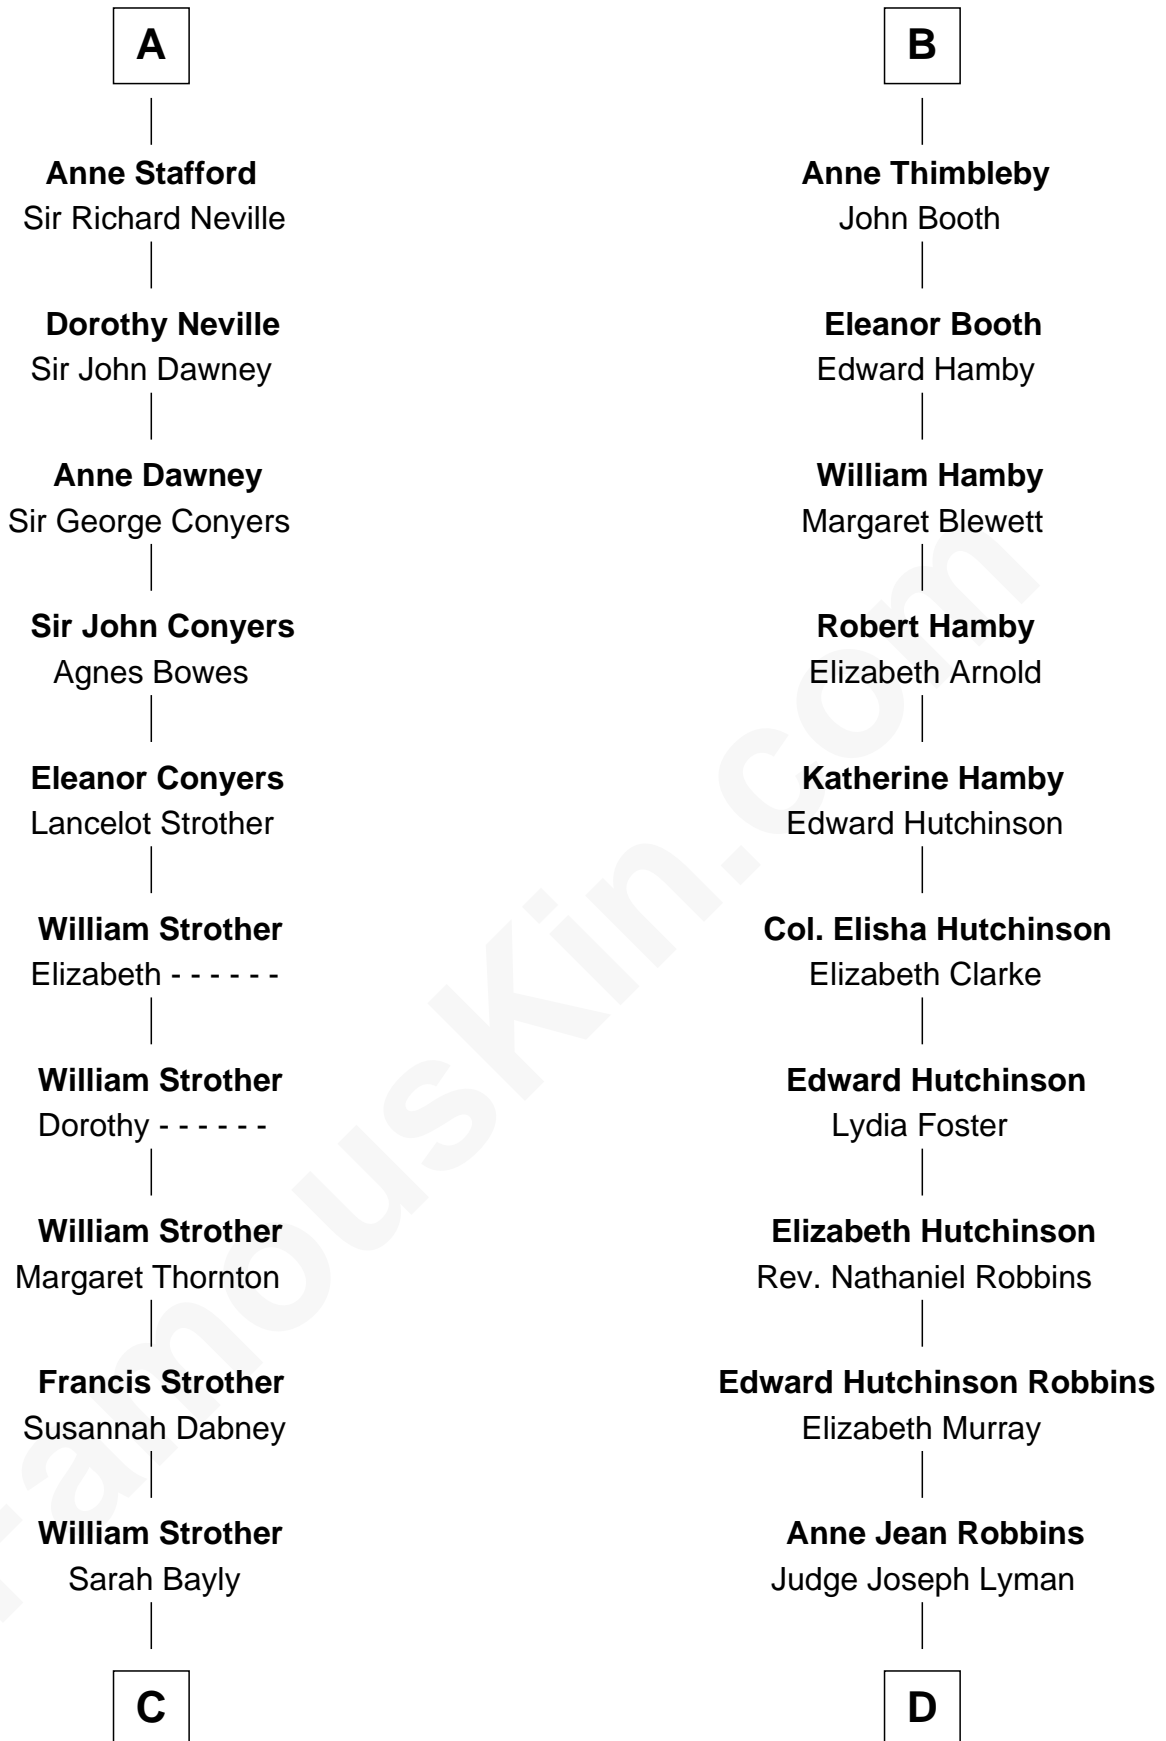 A
Anne Stafford
Sir Richard Neville
Dorothy Neville
Sir John Dawney
Anne Dawney
Sir George Conyers
Sir John Conyers
Agnes Bowes
Eleanor Conyers
Lancelot Strother
William Strother
Elizabeth - - - - - -
William Strother
Dorothy - - - - - -
William Strother
Margaret Thornton
Francis Strother
Susannah Dabney
William Strother
Sarah Bayly
C
B
Anne Thimbleby
John Booth
Eleanor Booth
Edward Hamby
William Hamby
Margaret Blewett
Robert Hamby
Elizabeth Arnold
Katherine Hamby
Edward Hutchinson
Col. Elisha Hutchinson
Elizabeth Clarke
Edward Hutchinson
Lydia Foster
Elizabeth Hutchinson
Rev. Nathaniel Robbins
Edward Hutchinson Robbins
Elizabeth Murray
Anne Jean Robbins
Judge Joseph Lyman
D
FamousKin.com